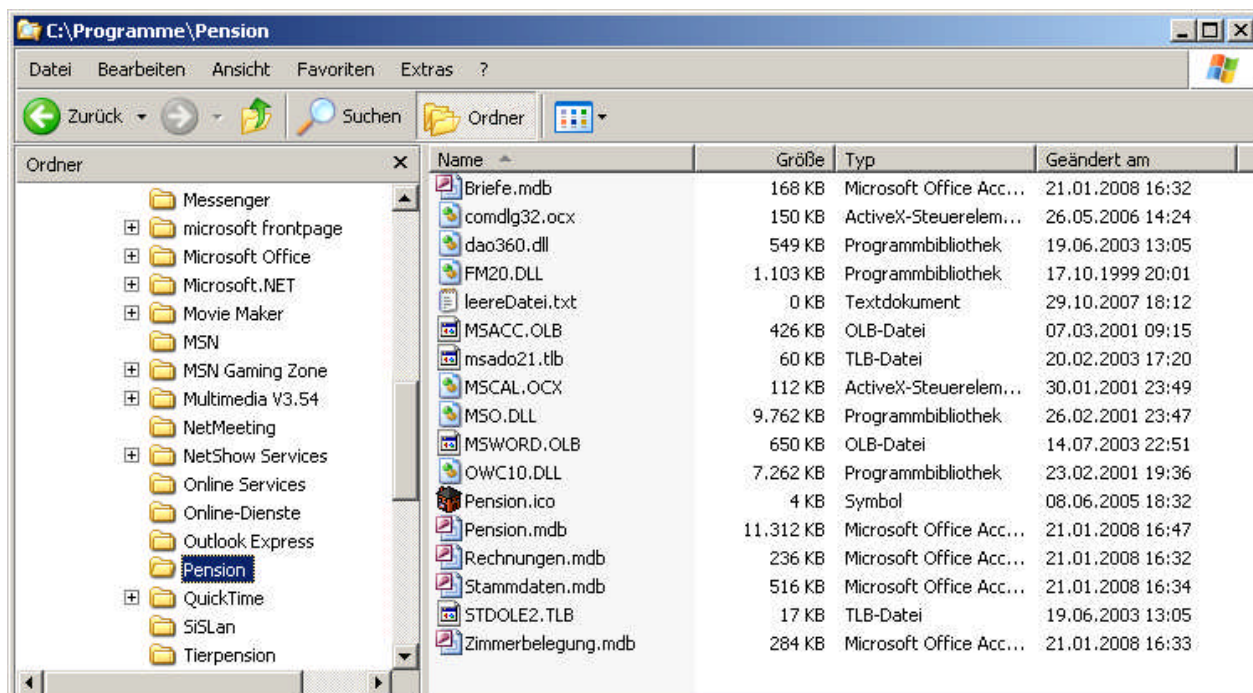 C:\Programme\Pension
Datei Bearbeiten Ansicht Favoriten Extras ?
Zurück Suchen Ordner
Ordner
Messenger
microsoft frontpage
Microsoft Office
Microsoft.NET
Movie Maker
MSN
MSN Gaming Zone
Multimedia V3.54
NetMeeting
NetShow Services
Online Services
Online-Dienste
Outlook Express
Pension
QuickTime
SiSLan
Tierpension
Name Größe Typ Geändert am
Briefe.mdb 168 KB Microsoft Office Acc... 21.01.2008 16:32
comdlg32.ocx 150 KB ActiveX-Steuerelem... 26.05.2006 14:24
dao360.dll 549 KB Programmbibliothek 19.06.2003 13:05
FM20.DLL 1.103 KB Programmbibliothek 17.10.1999 20:01
leereDatei.txt 0 KB Textdokument 29.10.2007 18:12
MSACC.OLB 426 KB OLB-Datei 07.03.2001 09:15
msado21.tlb 60 KB TLB-Datei 20.02.2003 17:20
MSCAL.OCX 112 KB ActiveX-Steuerelem... 30.01.2001 23:49
MSO.DLL 9.762 KB Programmbibliothek 26.02.2001 23:47
MSWORD.OLB 650 KB OLB-Datei 14.07.2003 22:51
OWC10.DLL 7.262 KB Programmbibliothek 23.02.2001 19:36
Pension.ico 4 KB Symbol 08.06.2005 18:32
Pension.mdb 11.312 KB Microsoft Office Acc... 21.01.2008 16:47
Rechnungen.mdb 236 KB Microsoft Office Acc... 21.01.2008 16:32
Stammdaten.mdb 516 KB Microsoft Office Acc... 21.01.2008 16:34
STDOLE2.TLB 17 KB TLB-Datei 19.06.2003 13:05
Zimmerbelegung.mdb 284 KB Microsoft Office Acc... 21.01.2008 16:33